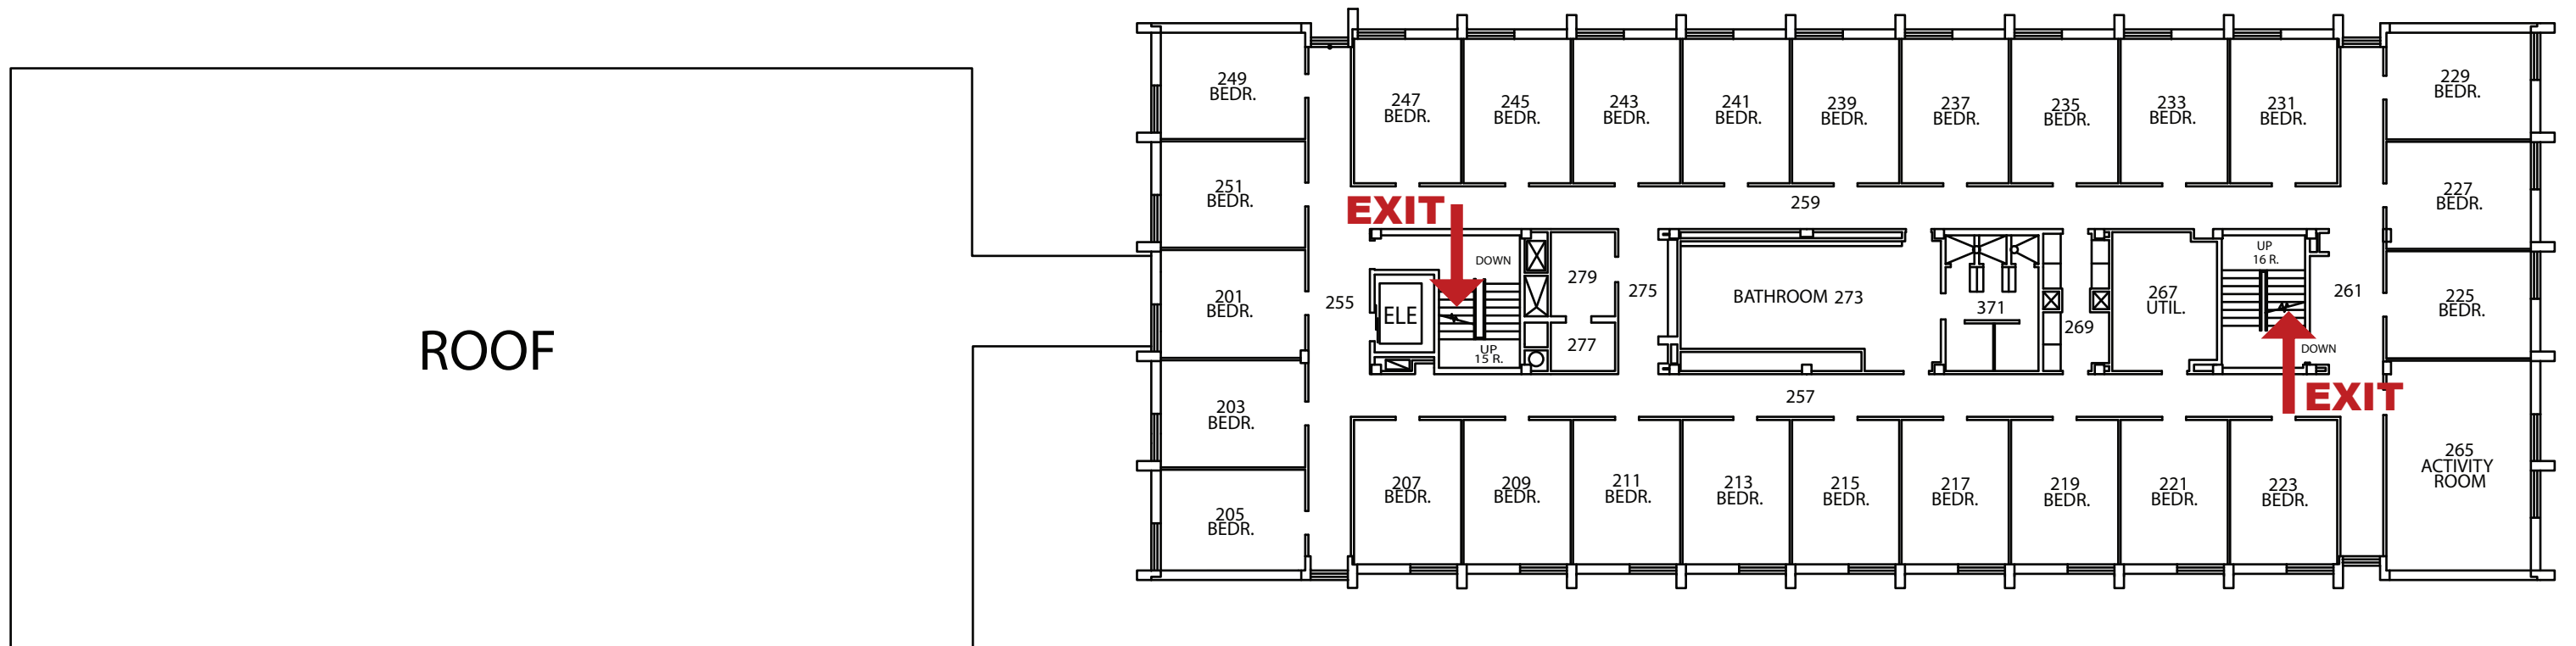 249
BEDR.
247
BEDR.
245
BEDR.
243
BEDR.
241
BEDR.
239
BEDR.
237
BEDR.
235
BEDR.
233
BEDR.
231
BEDR.
229
BEDR.
251
BEDR.
227
BEDR.
EXIT
259
201
BEDR.
255
ELE
DOWN
UP
15 R.
279
277
275
BATHROOM 273
371
269
267
UTIL.
UP
16 R.
DOWN
261
225
BEDR.
ROOF
EXIT
257
203
BEDR.
205
BEDR.
207
BEDR.
209
BEDR.
211
BEDR.
213
BEDR.
215
BEDR.
217
BEDR.
219
BEDR.
221
BEDR.
223
BEDR.
265
ACTIVITY
ROOM